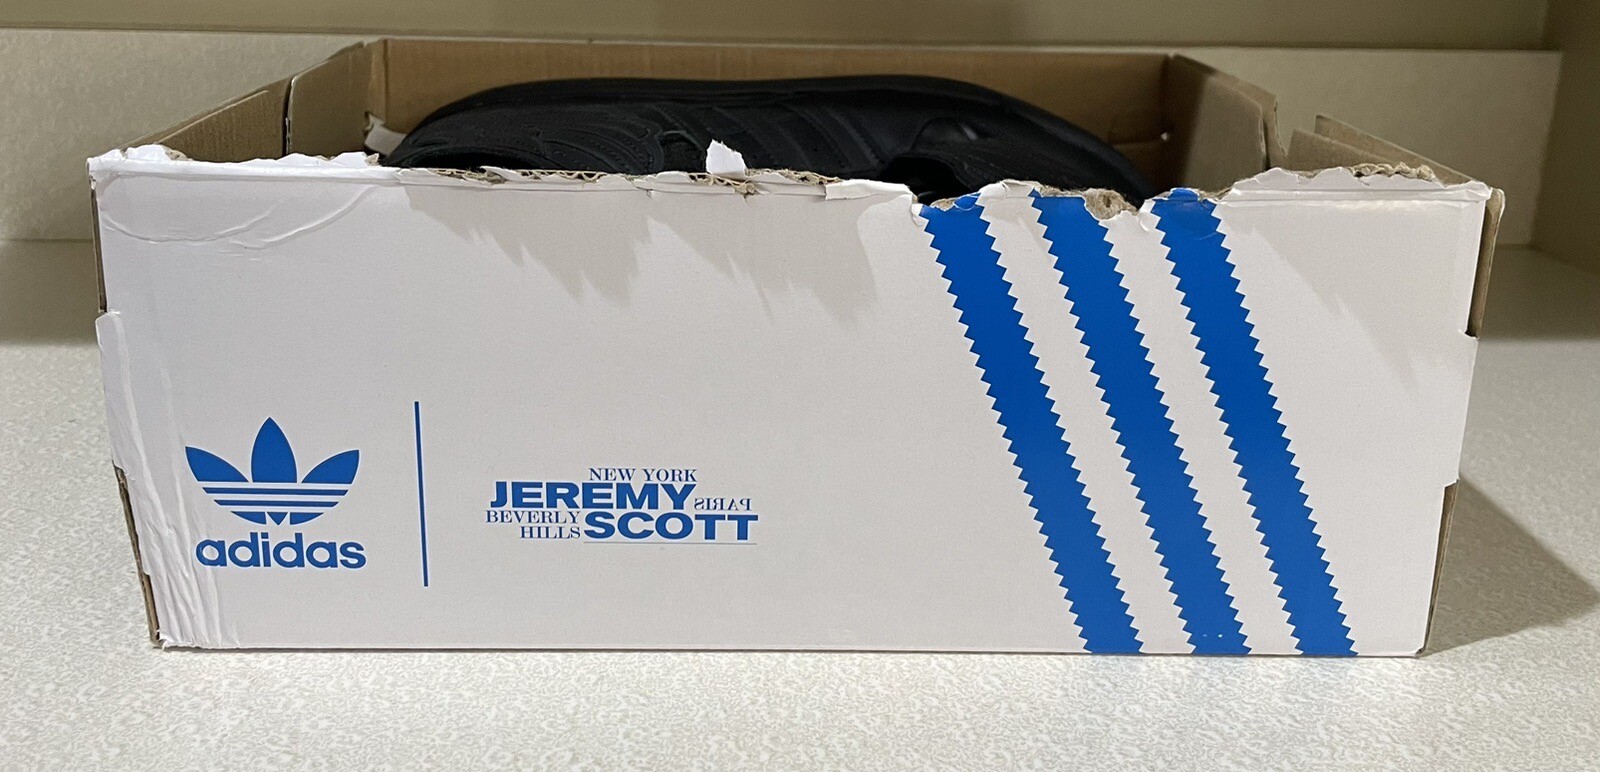 adidas
NEW YORK
JEREMY PARIS
BEVERLY SCOTT
HILLS